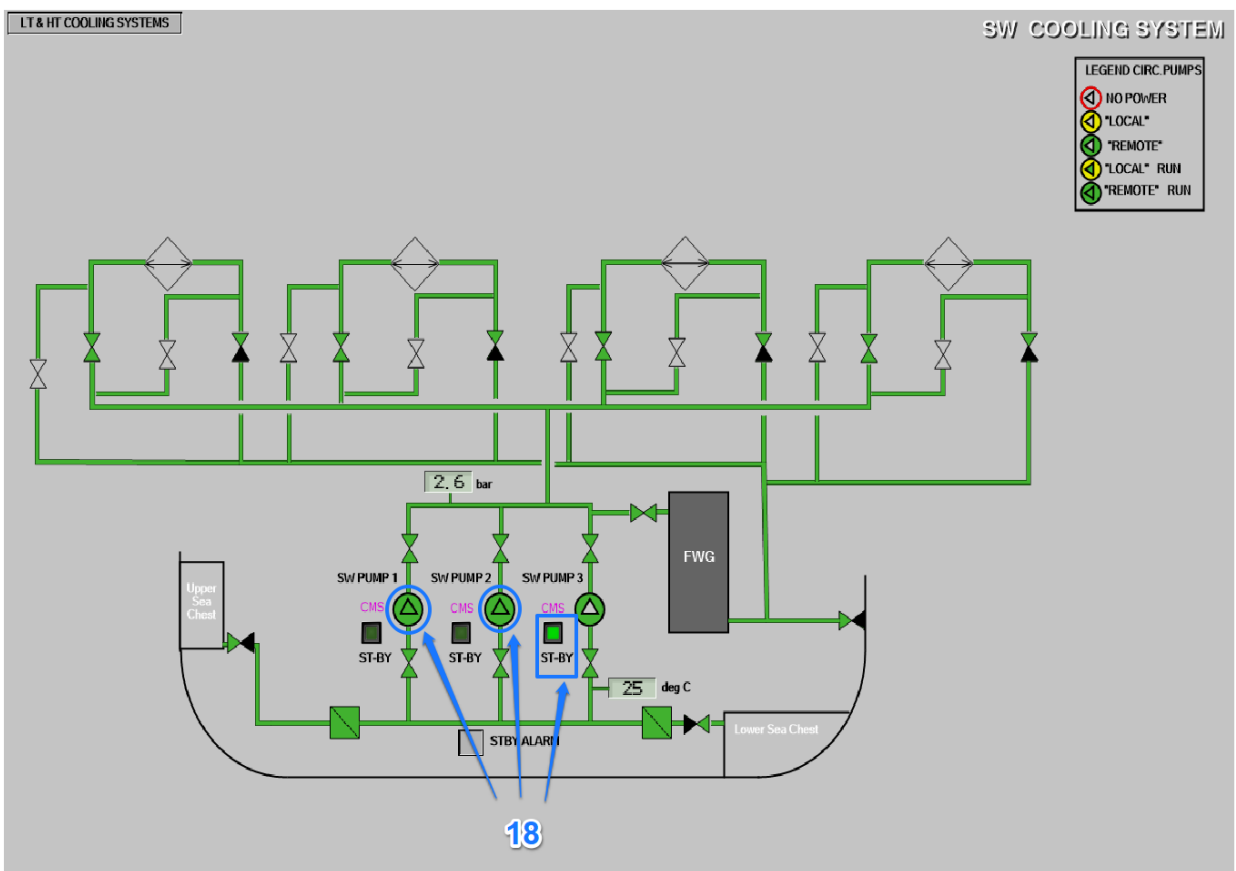 LT & HT COOLING SYSTEMS
SW COOLING SYSTEM
LEGEND CIRC.PUMPS
NO POWER
"LOCAL"
"REMOTE"
"LOCAL" RUN
"REMOTE" RUN
2.6 bar
FWG
SW PUMP 1 SW PUMP 2 SW PUMP 3
Upper
Sea
Chest
CMS CMS CMS
ST-BY ST-BY ST-BY
25 deg C
Lower Sea Chest
STBY ALARM
18